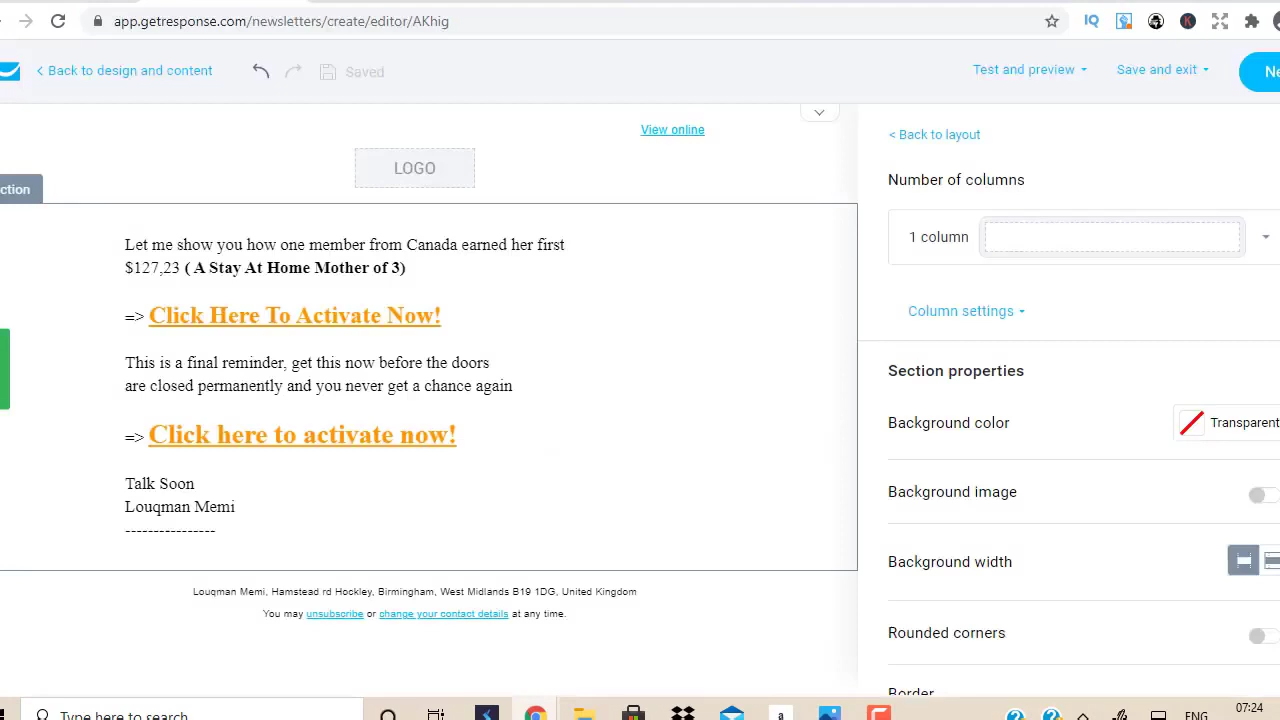 app.getresponse.com/newsletters/create/editor/AKhig
IQ
K
< Back to design and content
Saved
Test and preview
Save and exit
Ne
View online
< Back to layout
LOGO
Number of columns
ction
1 column
Let me show you how one member from Canada earned her first
$127,23 ( A Stay At Home Mother of 3)
=> Click Here To Activate Now!
Column settings
This is a final reminder, get this now before the doors
are closed permanently and you never get a chance again
Section properties
Background color
Transparent
=> Click here to activate now!
Talk Soon
Louqman Memi
----------------
Background image
Background width
Louqman Memi, Hamstead rd Hockley, Birmingham, West Midlands B19 1DG, United Kingdom
You may unsubscribe or change your contact details at any time.
Rounded corners
Border
Type here to search
a
ENG
07:24